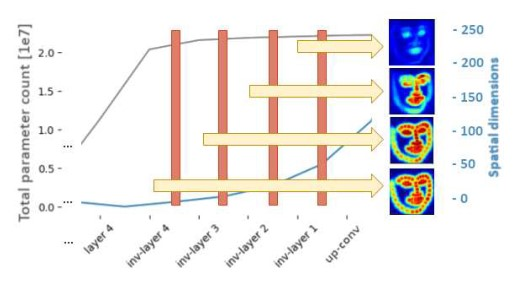 Total parameter count [1e7]
2.0
1.5
1.0
...
0.5
...
0.0
...
layer 4
inv-layer 4
inv-layer 3
inv-layer 2
inv-layer 1
up-conv
- 250
- 200
- 150
- 100
- 50
- 0
Spatial dimensions